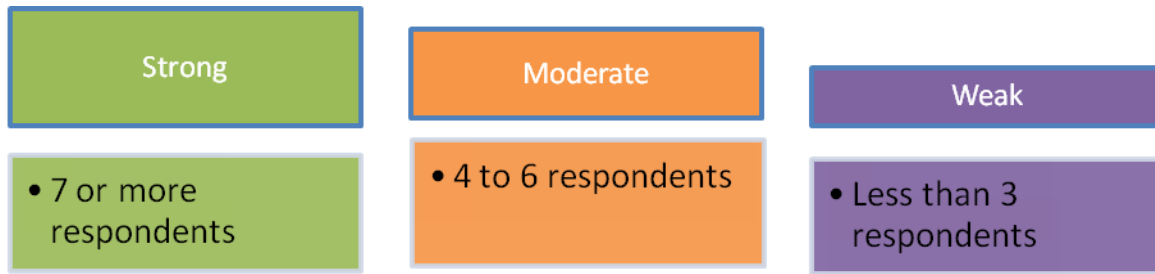 Strong
Moderate
Weak
• 7 or more
respondents
• 4 to 6 respondents
• Less than 3
respondents